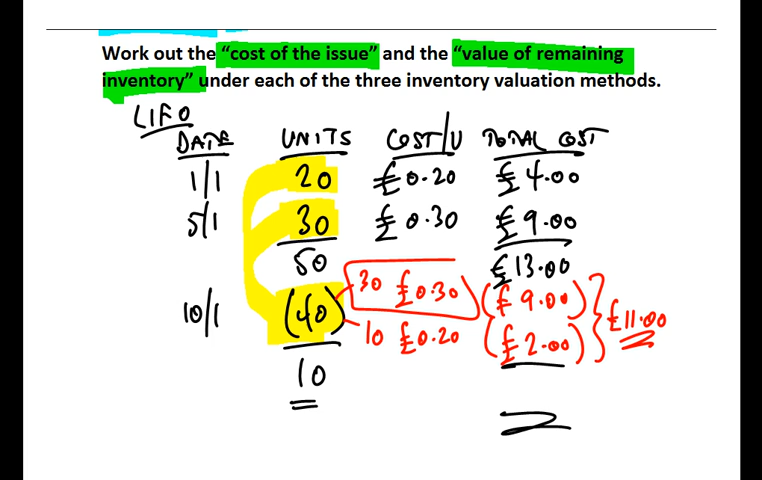 Work out the “cost of the issue” and the “value of remaining
inventory” under each of the three inventory valuation methods.
LIFO
DATE UNITS COST/U TOTAL COST
1/1 20 £0.20 £4.00
5/1 30 £0.30 £9.00
50 £13.00
10/1 (40) 30 £0.30 (£9.00) £11.00
10 £0.20 (£2.00)
10